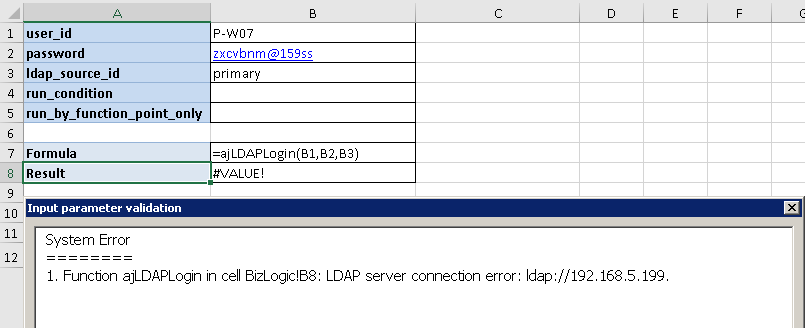 A B C D E F G
1 user_id P-W07
2 password zxcvbnm@159ss
3 ldap_source_id primary
4 run_condition
5 run_by_function_point_only
6
7 Formula =ajLDAPLogin(B1,B2,B3)
8 Result #VALUE!
9
10 Input parameter validation
11 System Error
========
12 1. Function ajLDAPLogin in cell BizLogic!B8: LDAP server connection error: ldap://192.168.5.199.